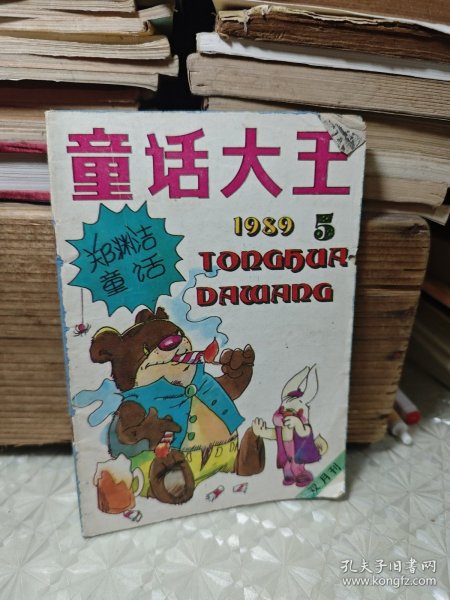 童话大王
1989 5
郑渊洁
童话
TONGHUA
DAWANG
双月刊
孔夫子旧书网
www.kongfz.com